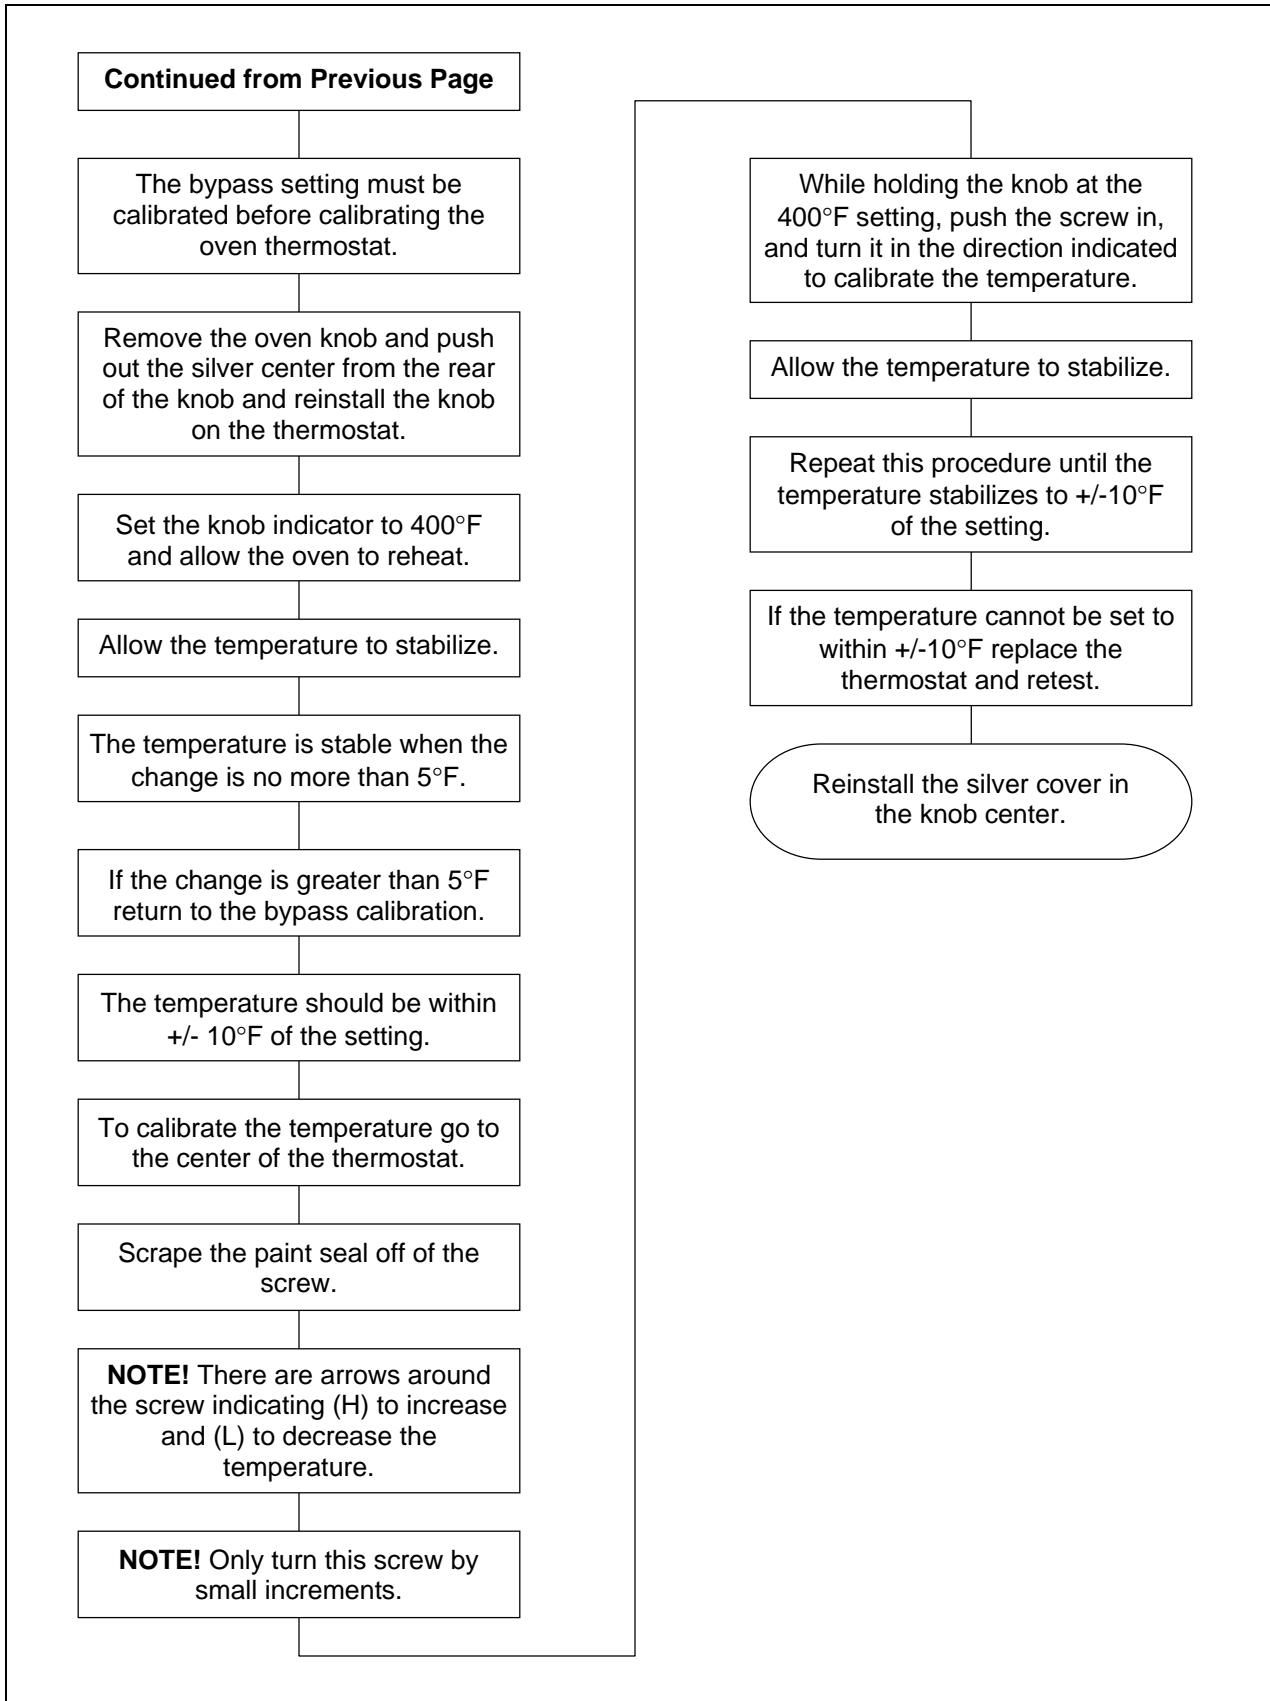 Continued from Previous Page
The bypass setting must be
calibrated before calibrating the
oven thermostat.
Remove the oven knob and push
out the silver center from the rear
of the knob and reinstall the knob
on the thermostat.
Set the knob indicator to 400°F
and allow the oven to reheat.
Allow the temperature to stabilize.
The temperature is stable when the
change is no more than 5°F.
If the change is greater than 5°F
return to the bypass calibration.
The temperature should be within
+/- 10°F of the setting.
To calibrate the temperature go to
the center of the thermostat.
Scrape the paint seal off of the
screw.
NOTE! There are arrows around
the screw indicating (H) to increase
and (L) to decrease the
temperature.
NOTE! Only turn this screw by
small increments.
While holding the knob at the
400°F setting, push the screw in,
and turn it in the direction indicated
to calibrate the temperature.
Allow the temperature to stabilize.
Repeat this procedure until the
temperature stabilizes to +/-10°F
of the setting.
If the temperature cannot be set to
within +/-10°F replace the
thermostat and retest.
Reinstall the silver cover in
the knob center.